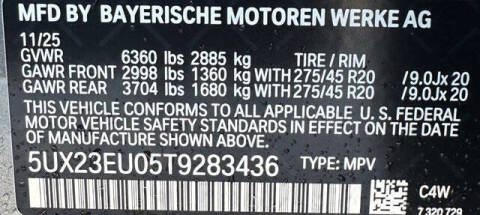 MFD BY BAYERISCHE MOTOREN WERKE AG
11/25
GVWR 6360 lbs 2885 kg TIRE / RIM
GAWR FRONT 2998 lbs 1360 kg WITH 275/45 R20 /9.0Jx 20
GAWR REAR 3704 lbs 1680 kg WITH 275/45 R20 /9.0Jx 20
THIS VEHICLE CONFORMS TO ALL APPLICABLE U. S. FEDERAL
MOTOR VEHICLE SAFETY STANDARDS IN EFFECT ON THE DATE
OF MANUFACTURE SHOWN ABOVE.
5UX23EU05T9283436 TYPE: MPV
C4W
7 320 729